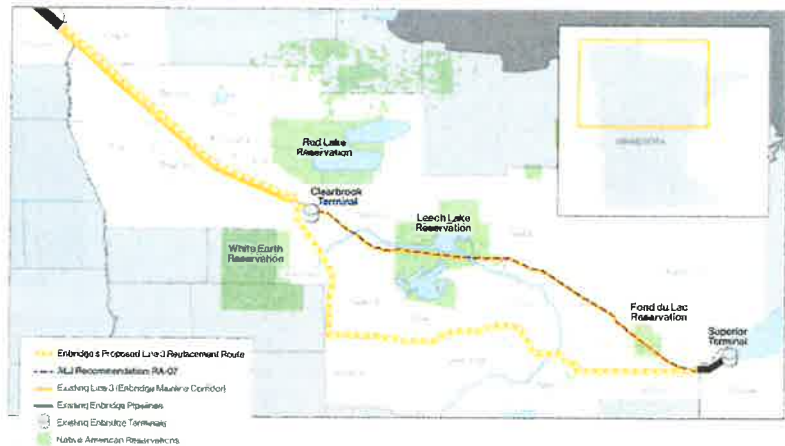 Red Lake
Reservation
Clearbrook
Terminal
Leech Lake
Reservation
White Earth
Reservation
MINNESOTA
Fond du Lac
Reservation
Superior
Terminal
Enbridge's Proposed Line 3 Replacement Route
ALJ Recommendation RA-07
Existing Line 3 (Enbridge Mainline Corridor)
Existing Enbridge Pipelines
Existing Enbridge Terminals
Native American Reservations